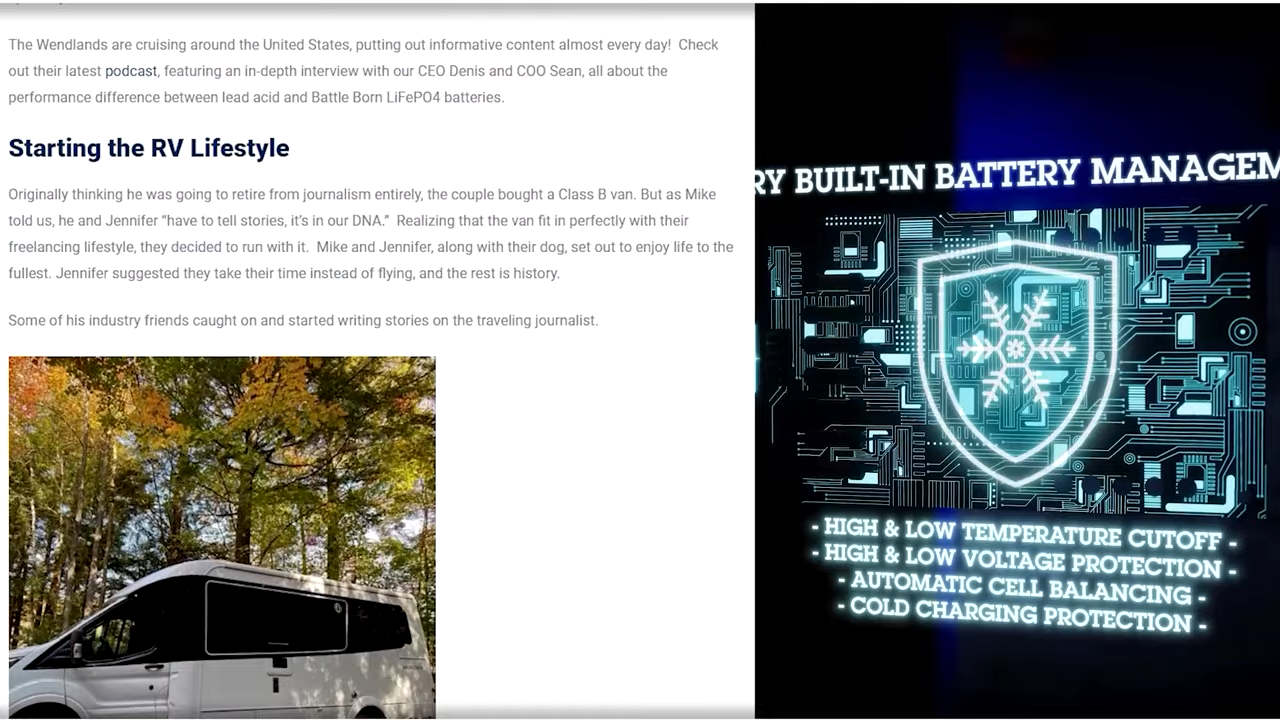 The Wendlands are cruising around the United States, putting out informative content almost every day!  Check
out their latest podcast, featuring an in-depth interview with our CEO Denis and COO Sean, all about the
performance difference between lead acid and Battle Born LiFePO4 batteries.
Starting the RV Lifestyle
Originally thinking he was going to retire from journalism entirely, the couple bought a Class B van. But as Mike
told us, he and Jennifer “have to tell stories, it’s in our DNA.”  Realizing that the van fit in perfectly with their
freelancing lifestyle, they decided to run with it.  Mike and Jennifer, along with their dog, set out to enjoy life to the
fullest. Jennifer suggested they take their time instead of flying, and the rest is history.
Some of his industry friends caught on and started writing stories on the traveling journalist.
RY BUILT-IN BATTERY MANAGEM
- HIGH & LOW TEMPERATURE CUTOFF -
- HIGH & LOW VOLTAGE PROTECTION -
- AUTOMATIC CELL BALANCING -
- COLD CHARGING PROTECTION -